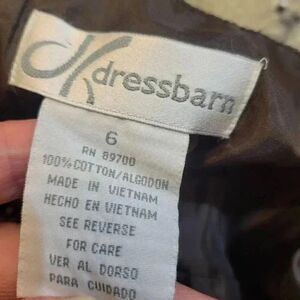 dressbarn
6
RN 89700
100% COTTON/ALGODON
MADE IN VIETNAM
HECHO EN VIETNAM
SEE REVERSE
FOR CARE
VER AL DORSO
PARA CUIDADO